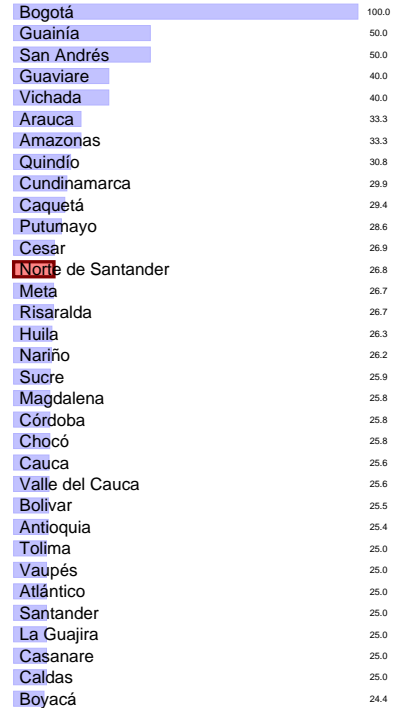 Bogotá 100.0
Guainía 50.0
San Andrés 50.0
Guaviare 40.0
Vichada 40.0
Arauca 33.3
Amazonas 33.3
Quindío 30.8
Cundinamarca 29.9
Caquetá 29.4
Putumayo 28.6
Cesar 26.9
Norte de Santander 26.8
Meta 26.7
Risaralda 26.7
Huila 26.3
Nariño 26.2
Sucre 25.9
Magdalena 25.8
Córdoba 25.8
Chocó 25.8
Cauca 25.6
Valle del Cauca 25.6
Bolivar 25.5
Antioquia 25.4
Tolima 25.0
Vaupés 25.0
Atlántico 25.0
Santander 25.0
La Guajira 25.0
Casanare 25.0
Caldas 25.0
Boyacá 24.4